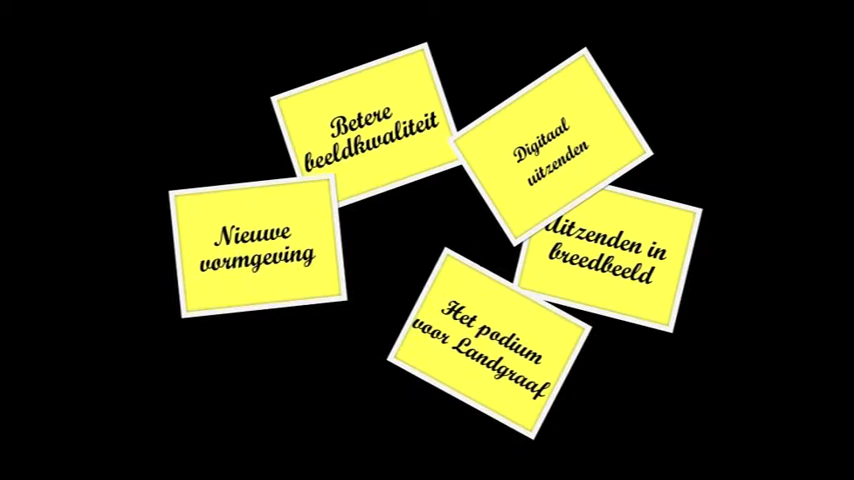 Betere
beeldkwaliteit
Digitaal
uitzenden
Nieuwe
vormgeving
Uitzenden in
breedbeeld
Het podium
voor Landgraaf